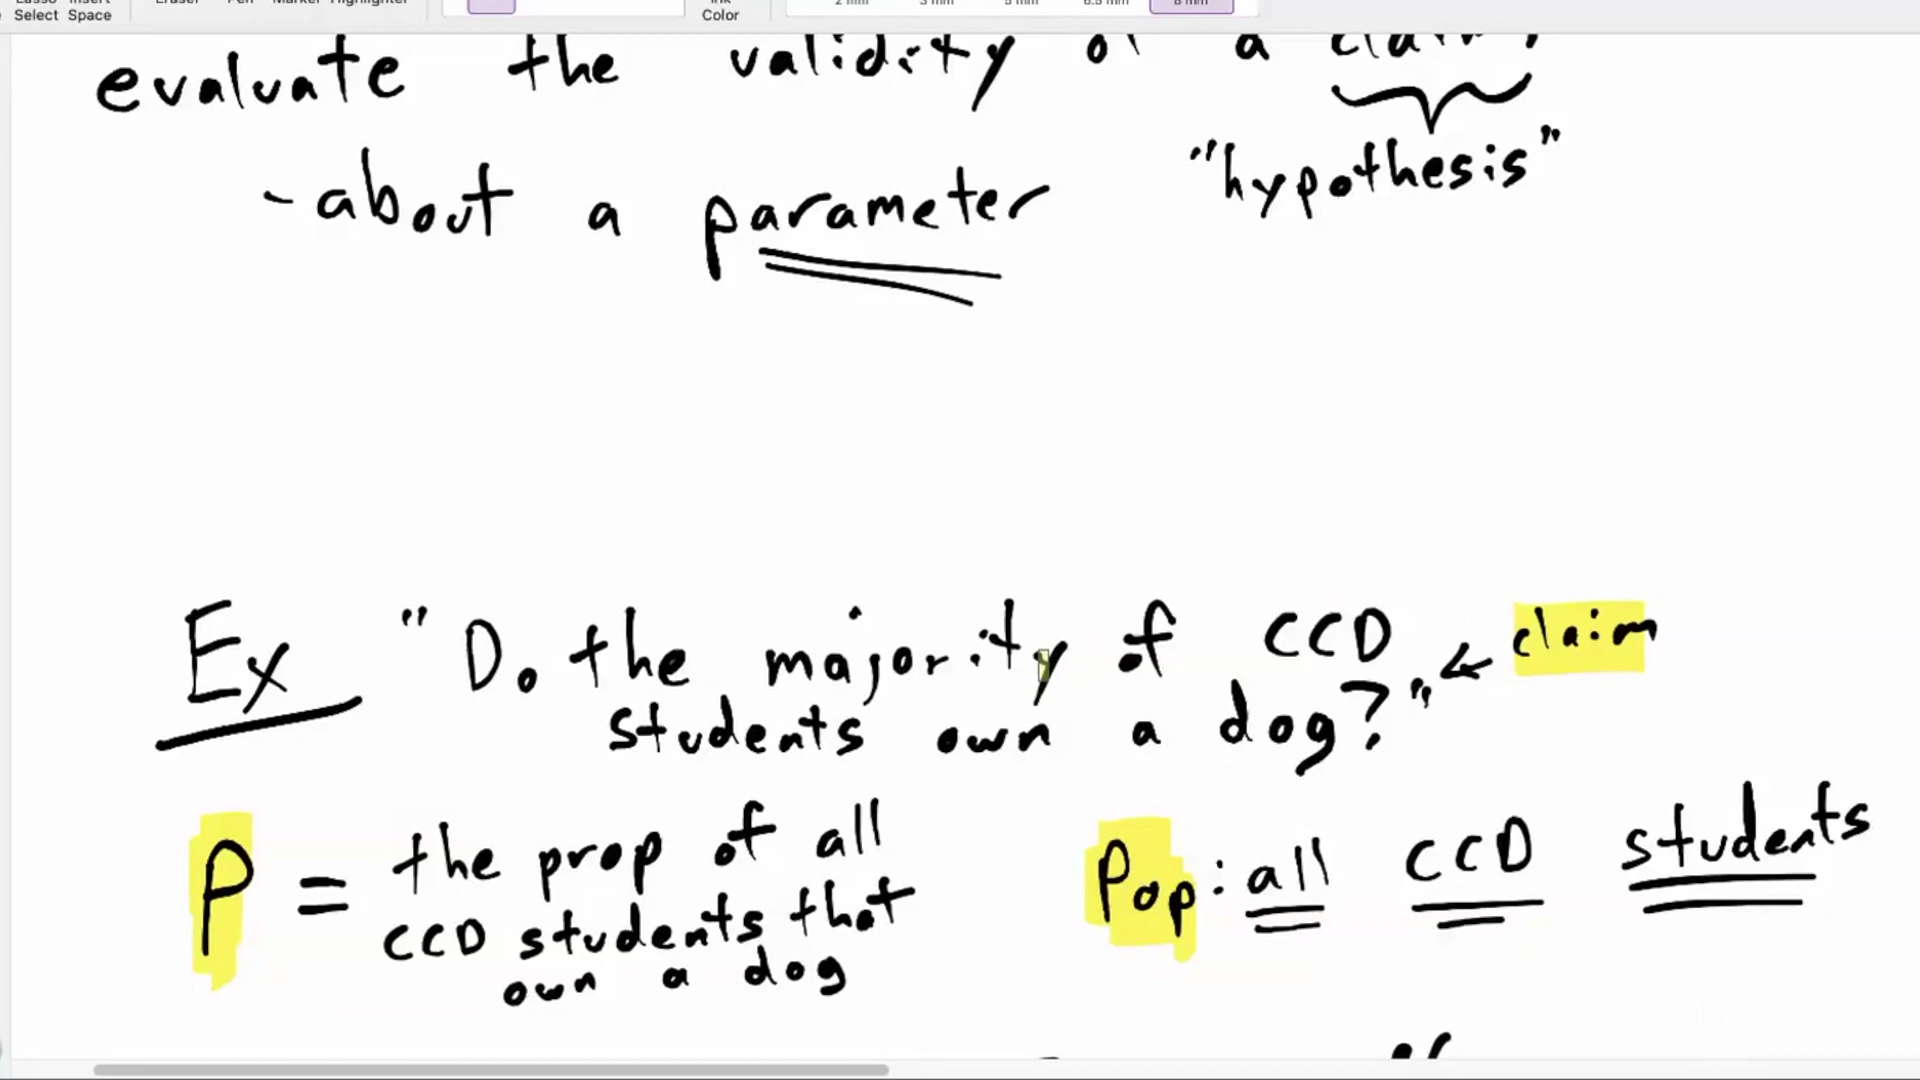 Select Space
Color
evaluate the validity of a claim,
"hypothesis"
- about a parameter
Ex "Do the majority of CCD
students own a dog?" ← claim
P = the prop of all
CCD students that
own a dog
Pop: all CCD students